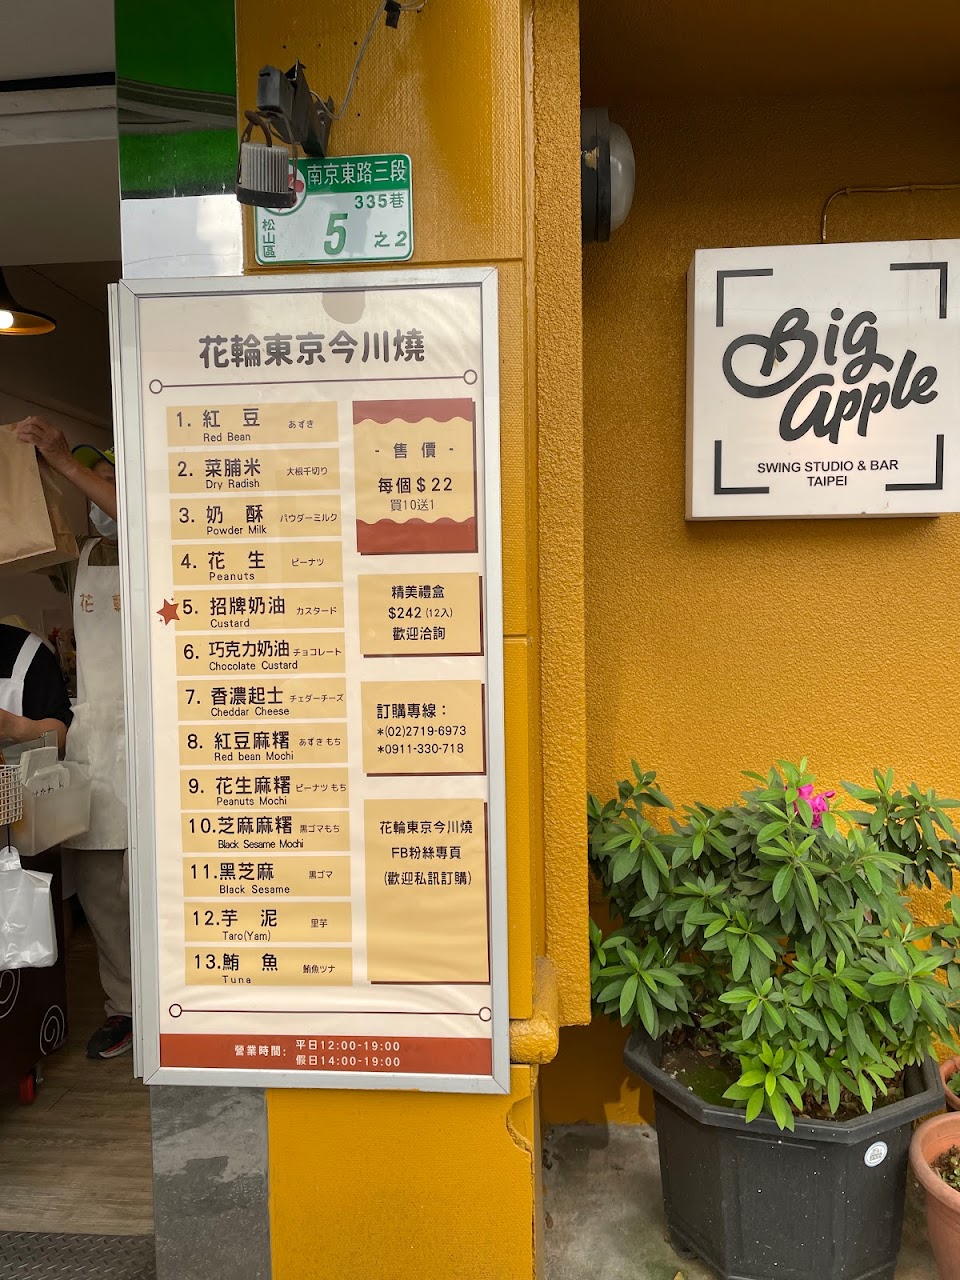 南京東路三段
335巷
松山區
5之2
花輪東京今川燒
1. 紅豆 あずき
Red Bean
2. 菜脯米 大根千切り
Dry Radish
3. 奶酥 パウダーミルク
Powder Milk
4. 花生 ピーナツ
Peanuts
5. 招牌奶油 カスタード
Custard
6. 巧克力奶油 チョコレート
Chocolate Custard
7. 香濃起士 チェダーチーズ
Cheddar Cheese
8. 紅豆麻糬 あずきもち
Red bean Mochi
9. 花生麻糬 ピーナツもち
Peanuts Mochi
10.芝麻麻糬 黒ゴマもち
Black Sesame Mochi
11.黑芝麻 黒ゴマ
Black Sesame
12.芋泥 里芋
Taro(Yam)
13.鮪魚 鮪魚ツナ
Tuna
- 售價 -
每個$22
買10送1
精美禮盒
$242 (12入)
歡迎洽詢
訂購專線：
*(02)2719-6973
*0911-330-718
花輪東京今川燒
FB粉絲專頁
(歡迎私訊訂購)
營業時間: 平日12:00-19:00
假日14:00-19:00
Big
Apple
SWING STUDIO & BAR
TAIPEI
花